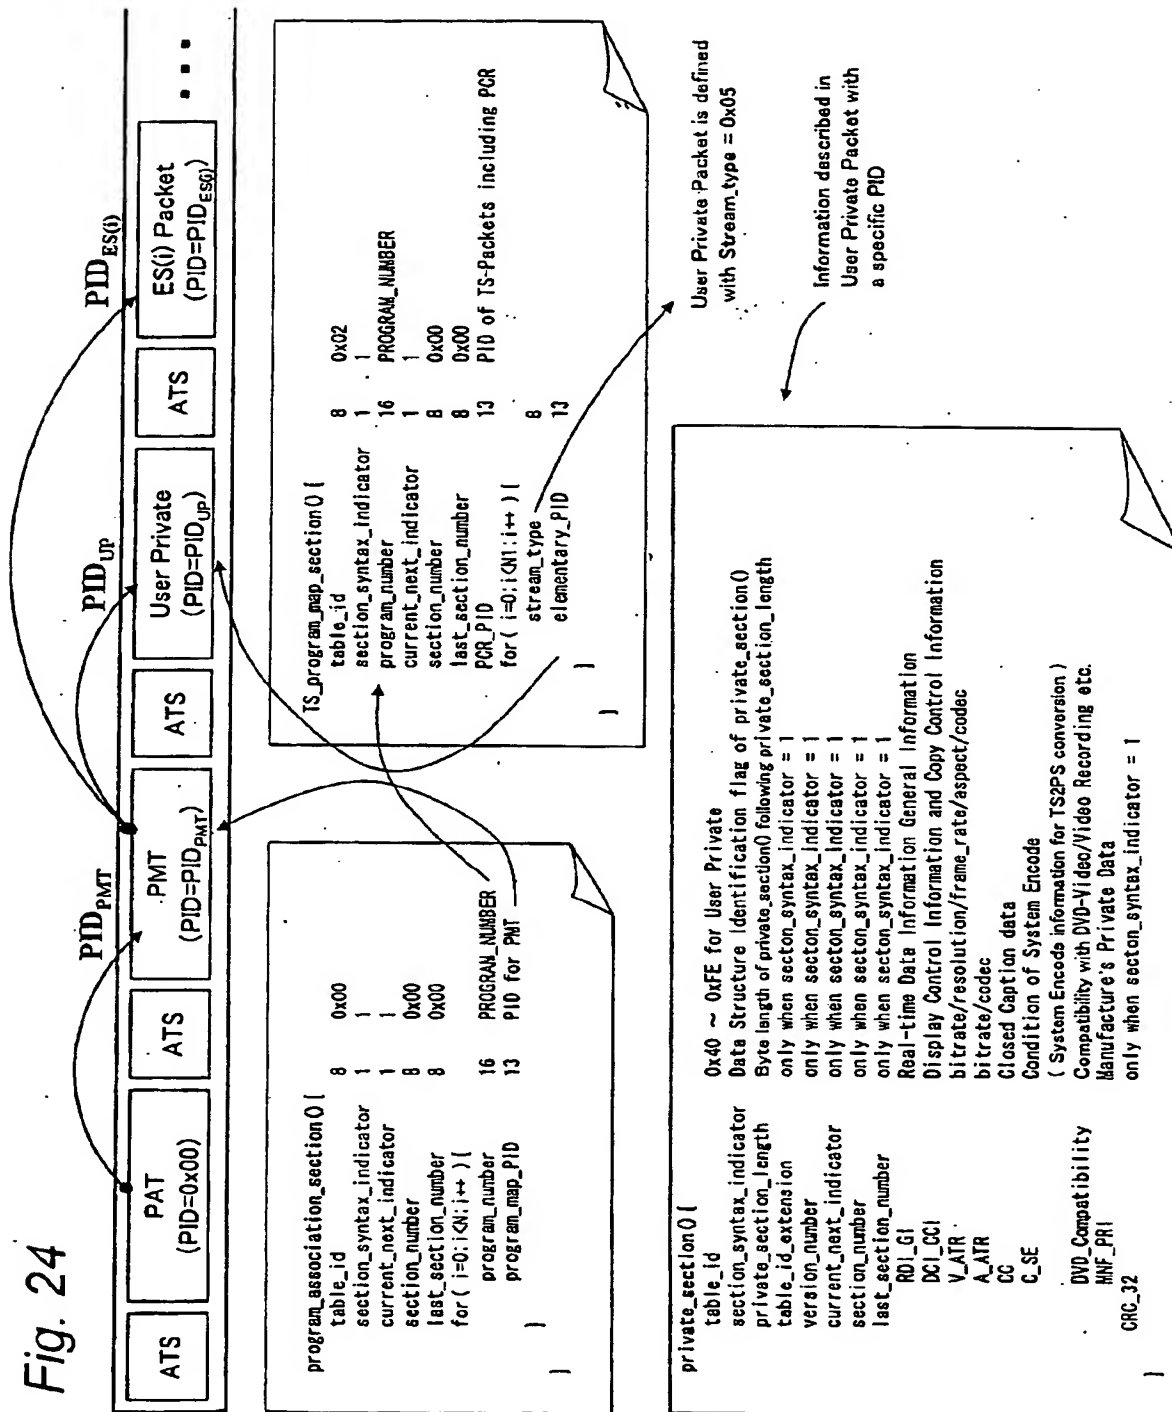 Fig. 24
PID_PMT
PID_UP
PID_ES(i)
ATS
PAT
(PID=0x00)
ATS
PMT
(PID=PID_PMT)
ATS
User Private
(PID=PID_UP)
ATS
ES(i) Packet
(PID=PID_ES(i))
...
program_association_section(){
table_id 8 0x00
section_syntax_indicator 1 1
current_next_indicator 1 1
section_number 8 0x00
last_section_number 8 0x00
for( i=0;i<N;i++ ){
program_number 16 PROGRAM_NUMBER
program_map_PID 13 PID for PMT
}
TS_program_map_section(){
table_id 8 0x02
section_syntax_indicator 1 1
program_number 16 PROGRAM_NUMBER
current_next_indicator 1 1
section_number 8 0x00
last_section_number 8 0x00
PCR_PID 13 PID of TS-Packets including PCR
for( i=0;i<N1;i++ ){
stream_type 8
elementary_PID 13
}
User Private Packet is defined
with Stream_type = 0x05
Information described in
User Private Packet with
a specific PID
private_section(){
table_id 0x40 ~ 0xFE for User Private
section_syntax_indicator Data Structure Identification flag of private_section()
private_section_length Byte length of private_section() following private_section_length
table_id_extension only when secton_syntax_indicator = 1
version_number only when secton_syntax_indicator = 1
current_next_indicator only when secton_syntax_indicator = 1
section_number only when secton_syntax_indicator = 1
last_section_number only when secton_syntax_indicator = 1
RDI_GI Real-time Data Information General Information
DCI_CCI Display Control Information and Copy Control Information
V_ATR bitrate/resolution/frame_rate/aspect/codec
A_ATR bitrate/codec
CC Closed Caption data
C_SE Condition of System Encode
( System Encode information for TS2PS conversion )
DVD_Compatibility Compatibility with DVD-Video/Video Recording etc.
MNF_PRI Manufacture's Private Data
CRC_32 only when secton_syntax_indicator = 1
}